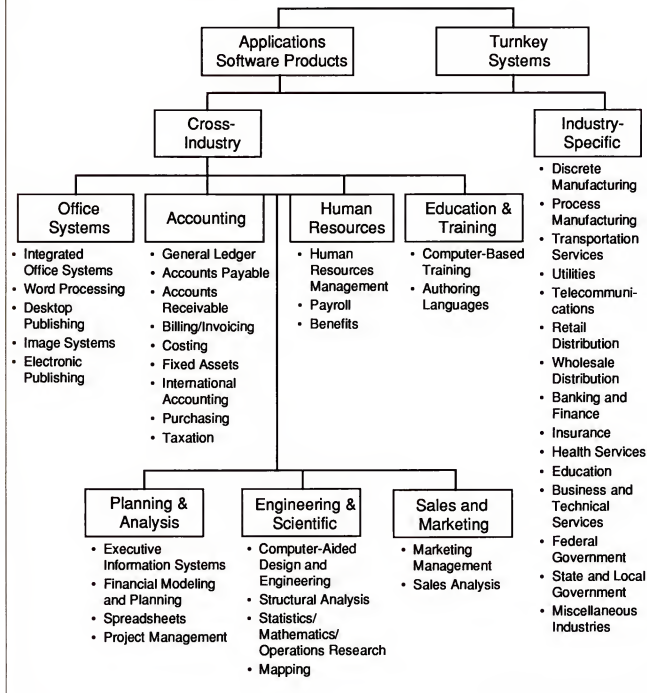 Applications
Software Products
Turnkey
Systems
Cross-
Industry
Industry-
Specific
• Discrete
Manufacturing
• Process
Manufacturing
• Transportation
Services
• Utilities
• Telecommuni-
cations
• Retail
Distribution
• Wholesale
Distribution
• Banking and
Finance
• Insurance
• Health Services
• Education
• Business and
Technical
Services
• Federal
Government
• State and Local
Government
• Miscellaneous
Industries
Office
Systems
• Integrated
Office Systems
• Word Processing
• Desktop
Publishing
• Image Systems
• Electronic
Publishing
Accounting
• General Ledger
• Accounts Payable
• Accounts
Receivable
• Billing/Invoicing
• Costing
• Fixed Assets
• International
Accounting
• Purchasing
• Taxation
Human
Resources
• Human
Resources
Management
• Payroll
• Benefits
Education &
Training
• Computer-Based
Training
• Authoring
Languages
Planning &
Analysis
• Executive
Information Systems
• Financial Modeling
and Planning
• Spreadsheets
• Project Management
Engineering &
Scientific
• Computer-Aided
Design and
Engineering
• Structural Analysis
• Statistics/
Mathematics/
Operations Research
• Mapping
Sales and
Marketing
• Marketing
Management
• Sales Analysis